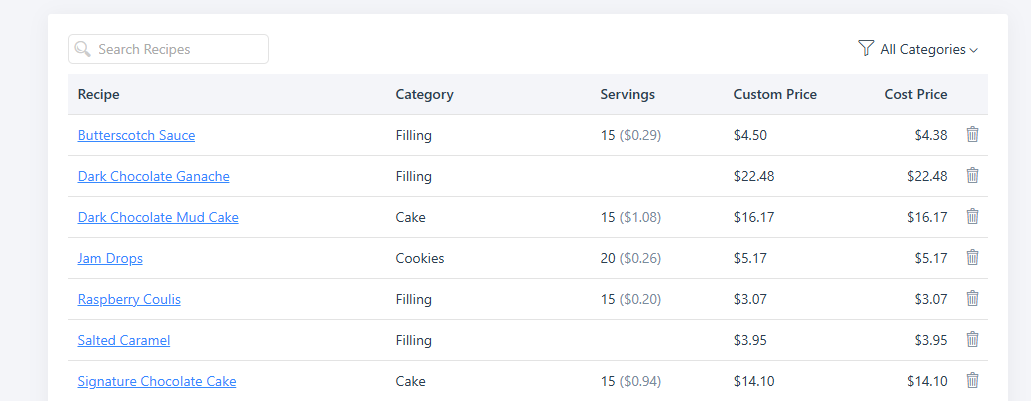 Search Recipes All Categories
Recipe Category Servings Custom Price Cost Price
Butterscotch Sauce Filling 15 ($0.29) $4.50 $4.38
Dark Chocolate Ganache Filling $22.48 $22.48
Dark Chocolate Mud Cake Cake 15 ($1.08) $16.17 $16.17
Jam Drops Cookies 20 ($0.26) $5.17 $5.17
Raspberry Coulis Filling 15 ($0.20) $3.07 $3.07
Salted Caramel Filling $3.95 $3.95
Signature Chocolate Cake Cake 15 ($0.94) $14.10 $14.10